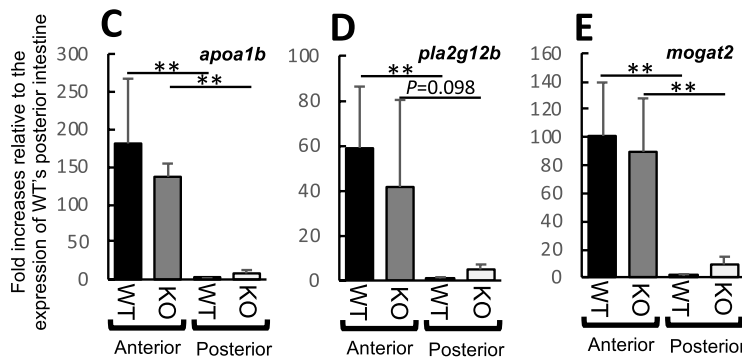 Fold increases relative to the
expression of WT's posterior intestine
C
apoa1b
300
250
200
150
100
50
0
**
**
WT
KO
WT
KO
Anterior
Posterior
D
pla2g12b
100
80
60
40
20
0
**
P=0.098
WT
KO
WT
KO
Anterior
Posterior
E
mogat2
160
140
120
100
80
60
40
20
0
**
**
WT
KO
WT
KO
Anterior
Posterior